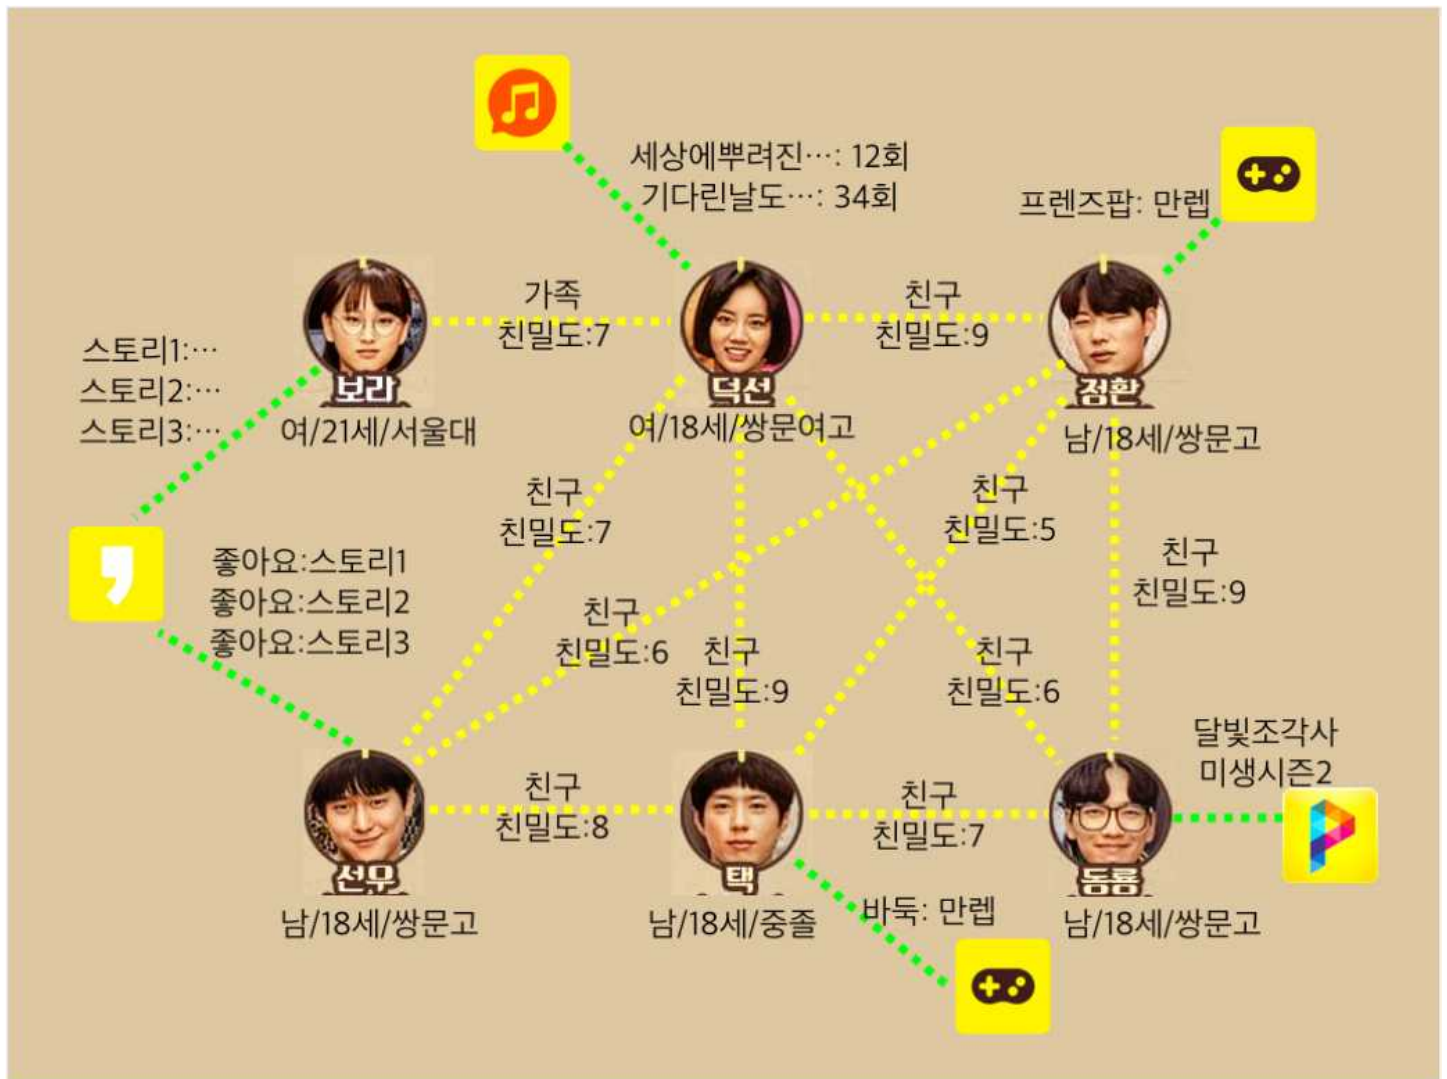 세상에뿌려진…: 12회
기다린날도…: 34회
프렌즈팝: 만렙
가족
친밀도:7
친구
친밀도:9
스토리1:…
스토리2:…
스토리3:…
보라
여/21세/서울대
덕선
여/18세/쌍문여고
정환
남/18세/쌍문고
친구
친밀도:7
친구
친밀도:5
친구
친밀도:9
좋아요:스토리1
좋아요:스토리2
좋아요:스토리3
친구
친밀도:6
친구
친밀도:9
친구
친밀도:6
달빛조각사
미생시즌2
친구
친밀도:8
친구
친밀도:7
선우
남/18세/쌍문고
택
남/18세/중졸
동룡
남/18세/쌍문고
바둑: 만렙